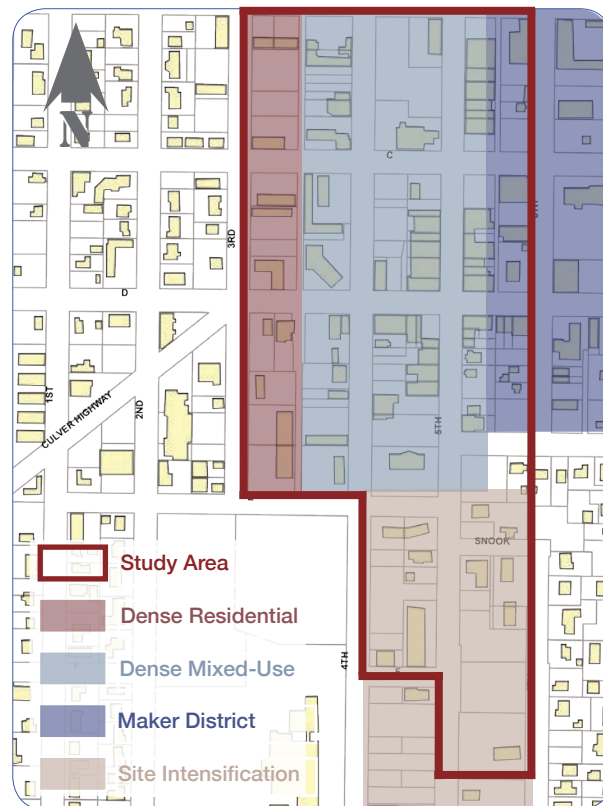 N
C
3RD
6TH
D
1ST
2ND
CULVER HIGHWAY
5TH
SNOOK
Study Area
Dense Residential
4TH
Dense Mixed-Use
Maker District
Site Intensification